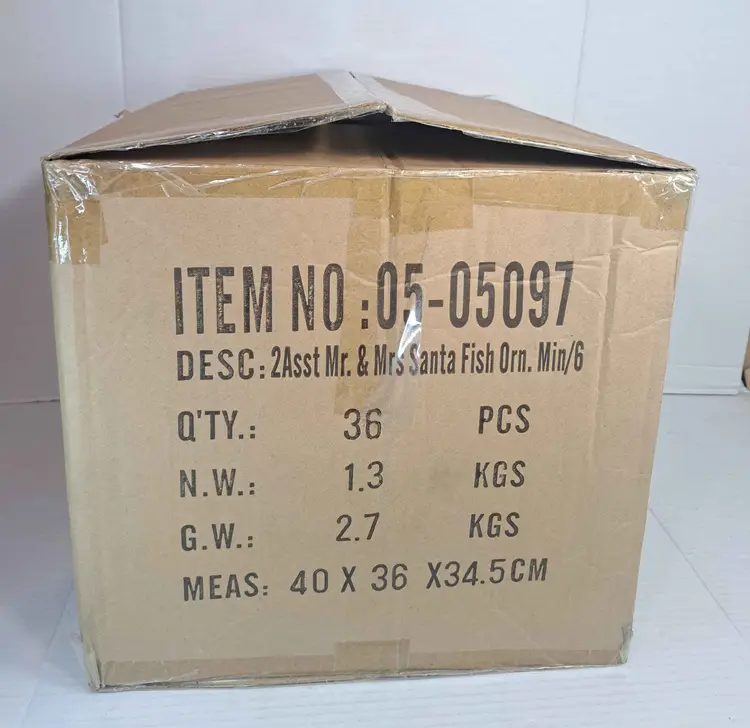 ITEM NO :05-05097
DESC: 2Asst Mr. & Mrs Santa Fish Orn. Min/6
Q'TY.: 36 PCS
N.W.: 1.3 KGS
G.W.: 2.7 KGS
MEAS: 40 X 36 X34.5CM